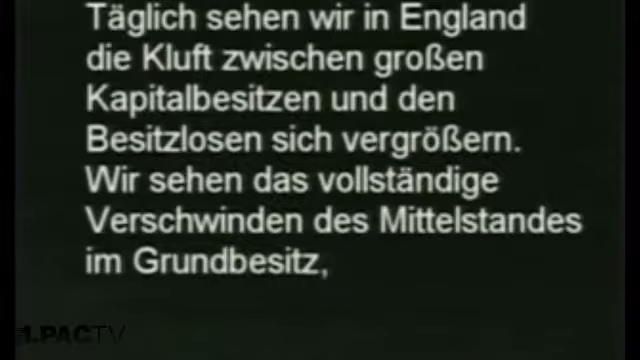 Täglich sehen wir in England
die Kluft zwischen großen
Kapitalbesitzen und den
Besitzlosen sich vergrößern.
Wir sehen das vollständige
Verschwinden des Mittelstandes
im Grundbesitz,
LPACTV